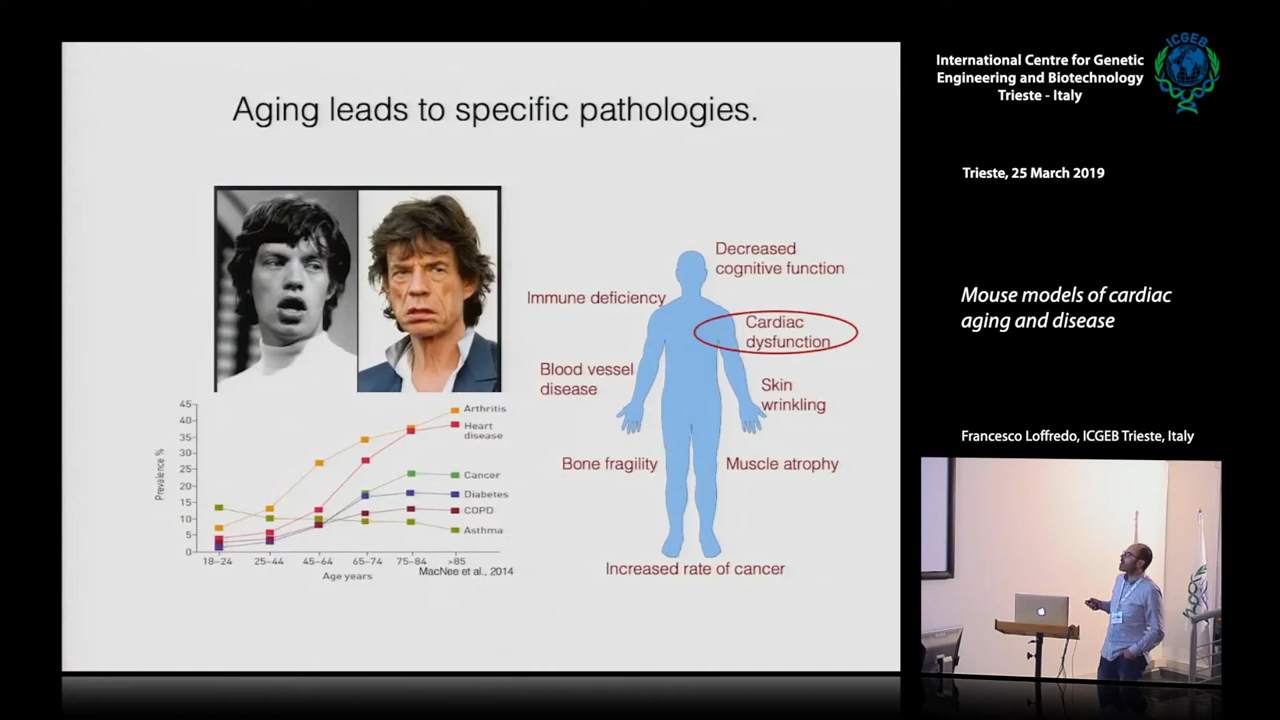 Aging leads to specific pathologies.
Decreased
cognitive function
Immune deficiency
Cardiac
dysfunction
Blood vessel
disease
Skin
wrinkling
Bone fragility
Muscle atrophy
Increased rate of cancer
Prevalence %
45
40
35
30
25
20
15
10
5
0
Arthritis
Heart
disease
Cancer
Diabetes
COPD
Asthma
18–24
25–44
45–64
65–74
75–84
>85
Age years
MacNee et al., 2014
International Centre for Genetic
Engineering and Biotechnology
Trieste - Italy
ICGEB
Trieste, 25 March 2019
Mouse models of cardiac
aging and disease
Francesco Loffredo, ICGEB Trieste, Italy